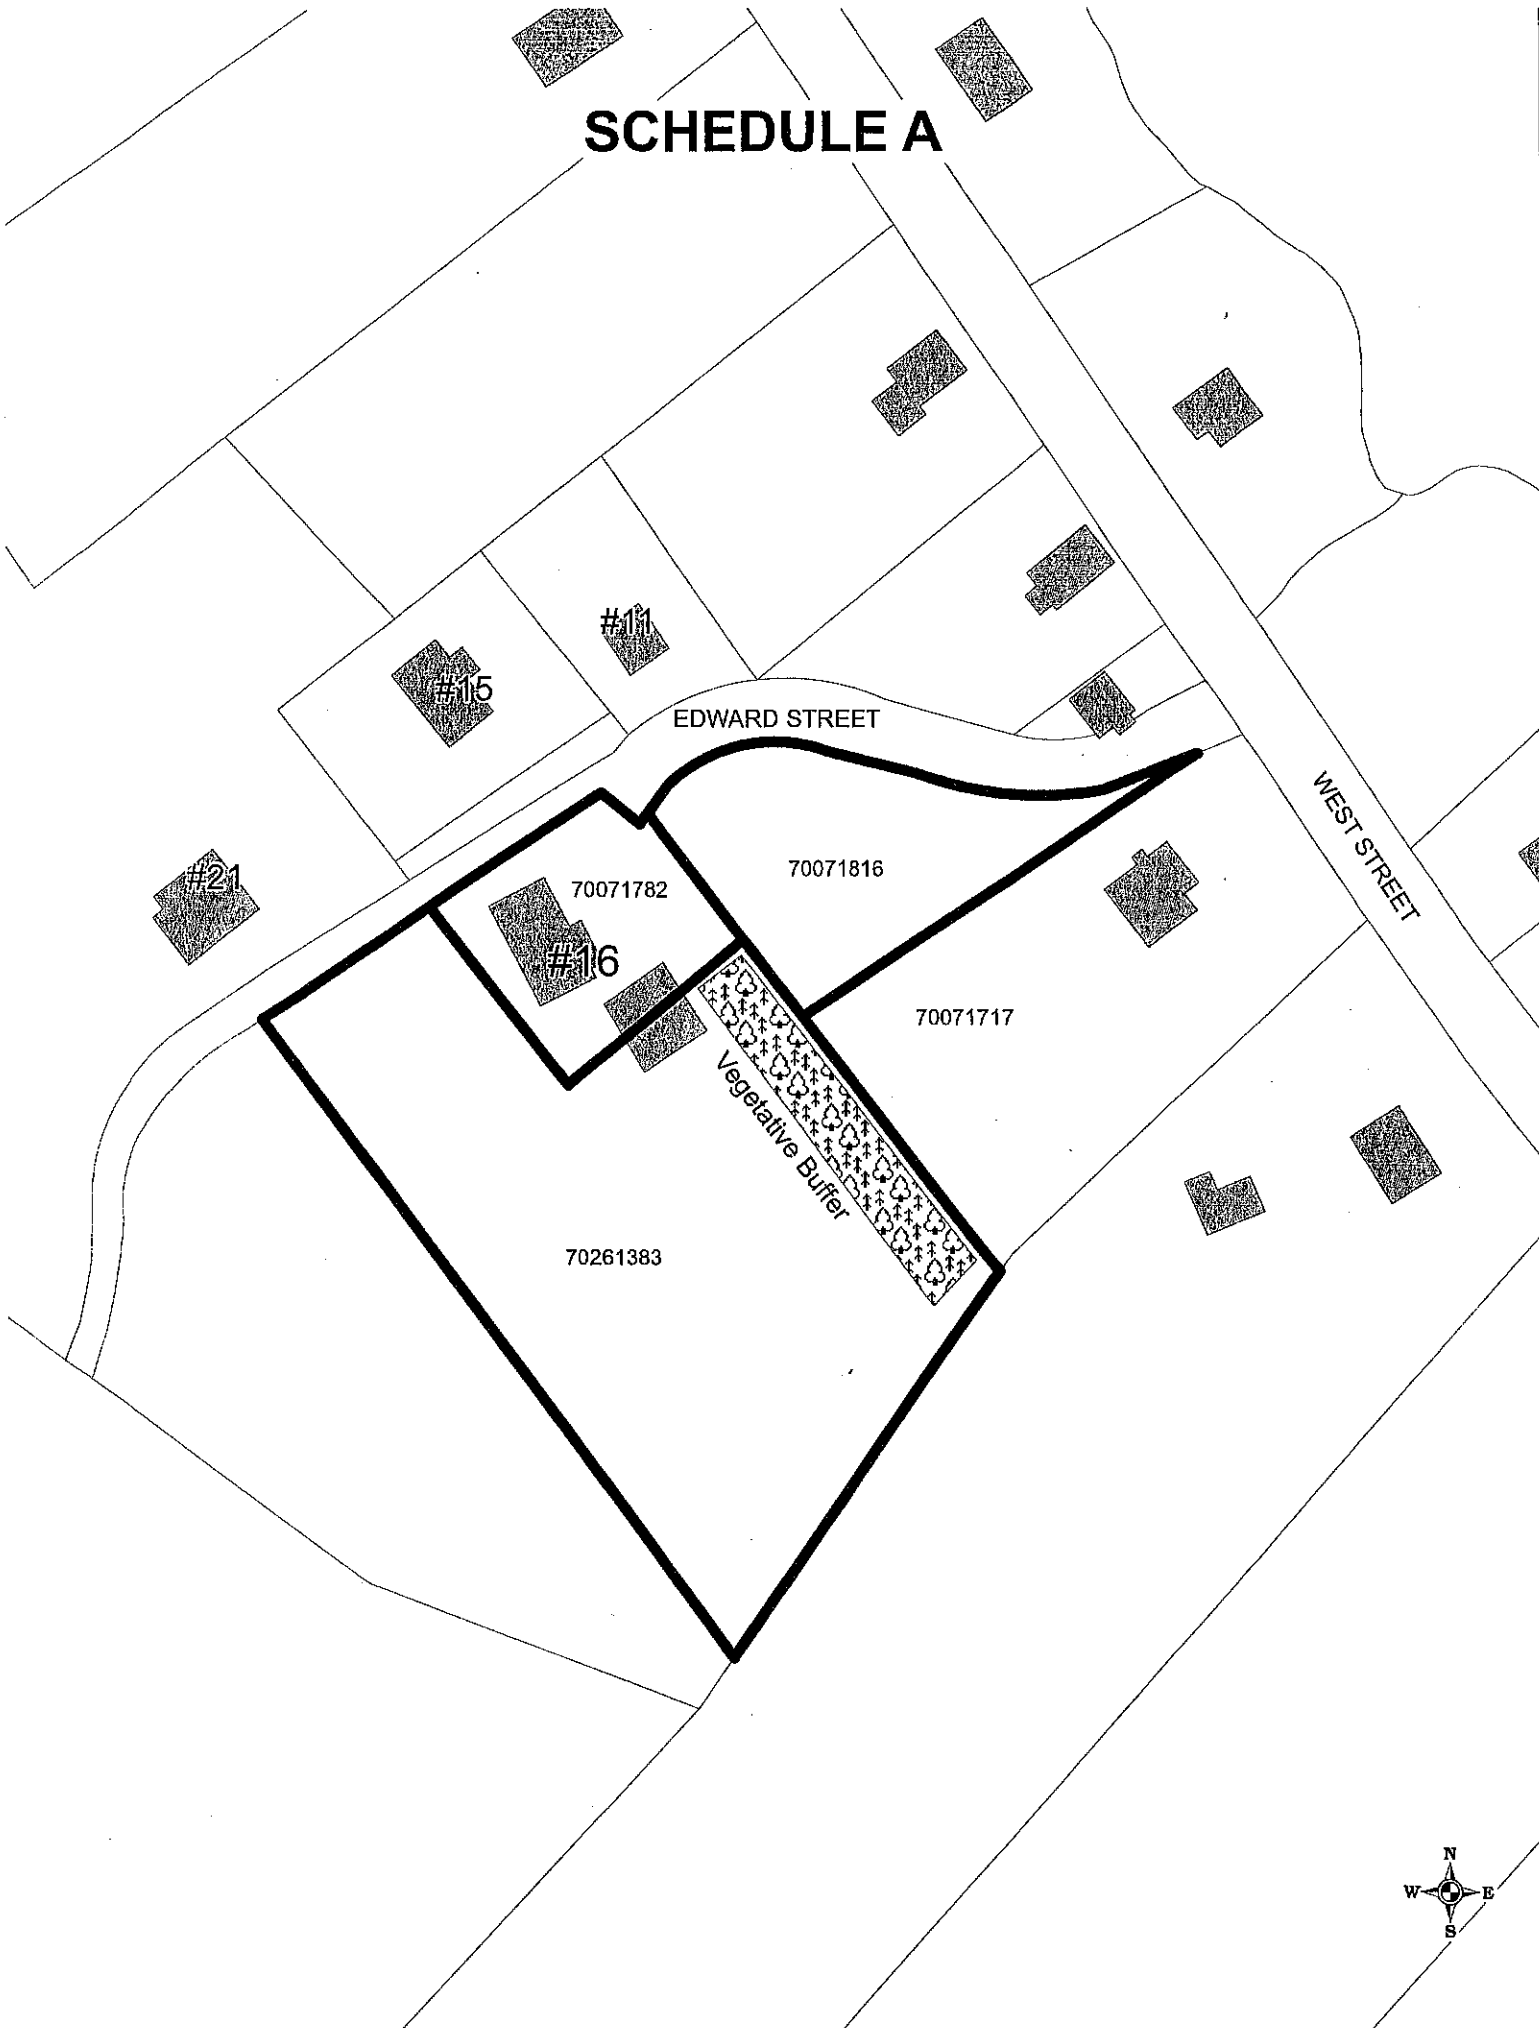 SCHEDULE A
#11
#15
EDWARD STREET
WEST STREET
70071816
#21
70071782
#16
70071717
Vegetative Buffer
70261383
N
W E
S